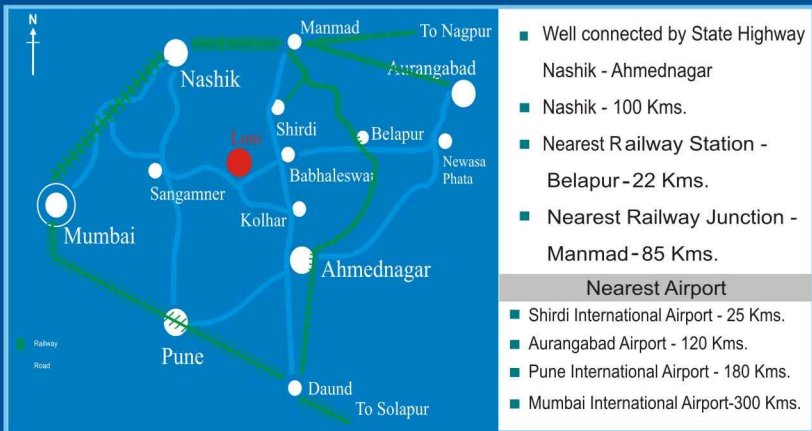 N
Manmad
To Nagpur
Nashik
Aurangabad
Loni
Shirdi
Belapur
Newasa
Phata
Babhaleswar
Sangamner
Kolhar
Mumbai
Ahmednagar
Railway
Road
Pune
Daund
To Solapur
Well connected by State Highway
Nashik - Ahmednagar
Nashik - 100 Kms.
Nearest Railway Station -
Belapur - 22 Kms.
Nearest Railway Junction -
Manmad - 85 Kms.
Nearest Airport
Shirdi International Airport - 25 Kms.
Aurangabad Airport - 120 Kms.
Pune International Airport - 180 Kms.
Mumbai International Airport-300 Kms.